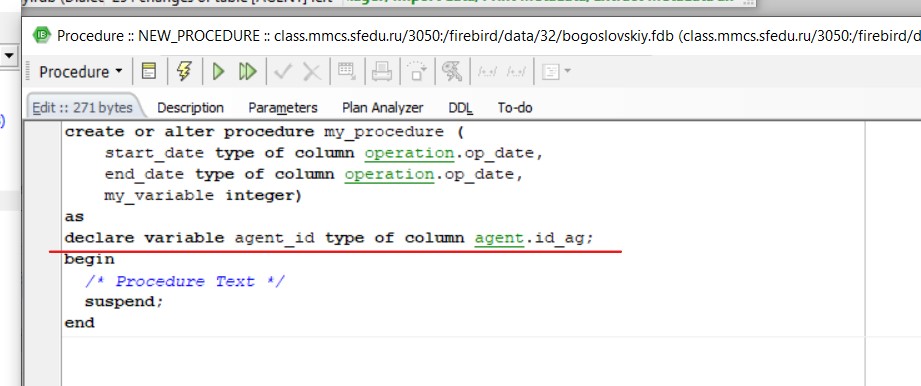 Procedure :: NEW_PROCEDURE :: class.mmcs.sfedu.ru/3050:/firebird/data/32/bogoslovskiy.fdb (class.mmcs.sfedu.ru/3050:/firebird/d
Procedure
Edit :: 271 bytes Description Parameters Plan Analyzer DDL To-do
create or alter procedure my_procedure (
start_date type of column operation.op_date,
end_date type of column operation.op_date,
my_variable integer)
as
declare variable agent_id type of column agent.id_ag;
begin
/* Procedure Text */
suspend;
end